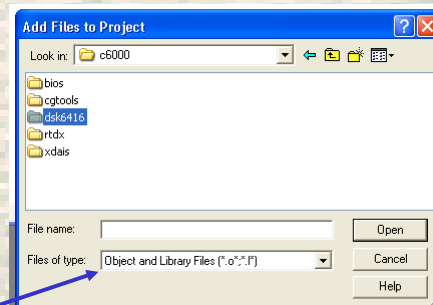 Add Files to Project
Look in: c6000
bios
cgtools
dsk6416
rtdx
xdais
File name: Open
Files of type: Object and Library Files (*.o*;*.l*) Cancel
Help